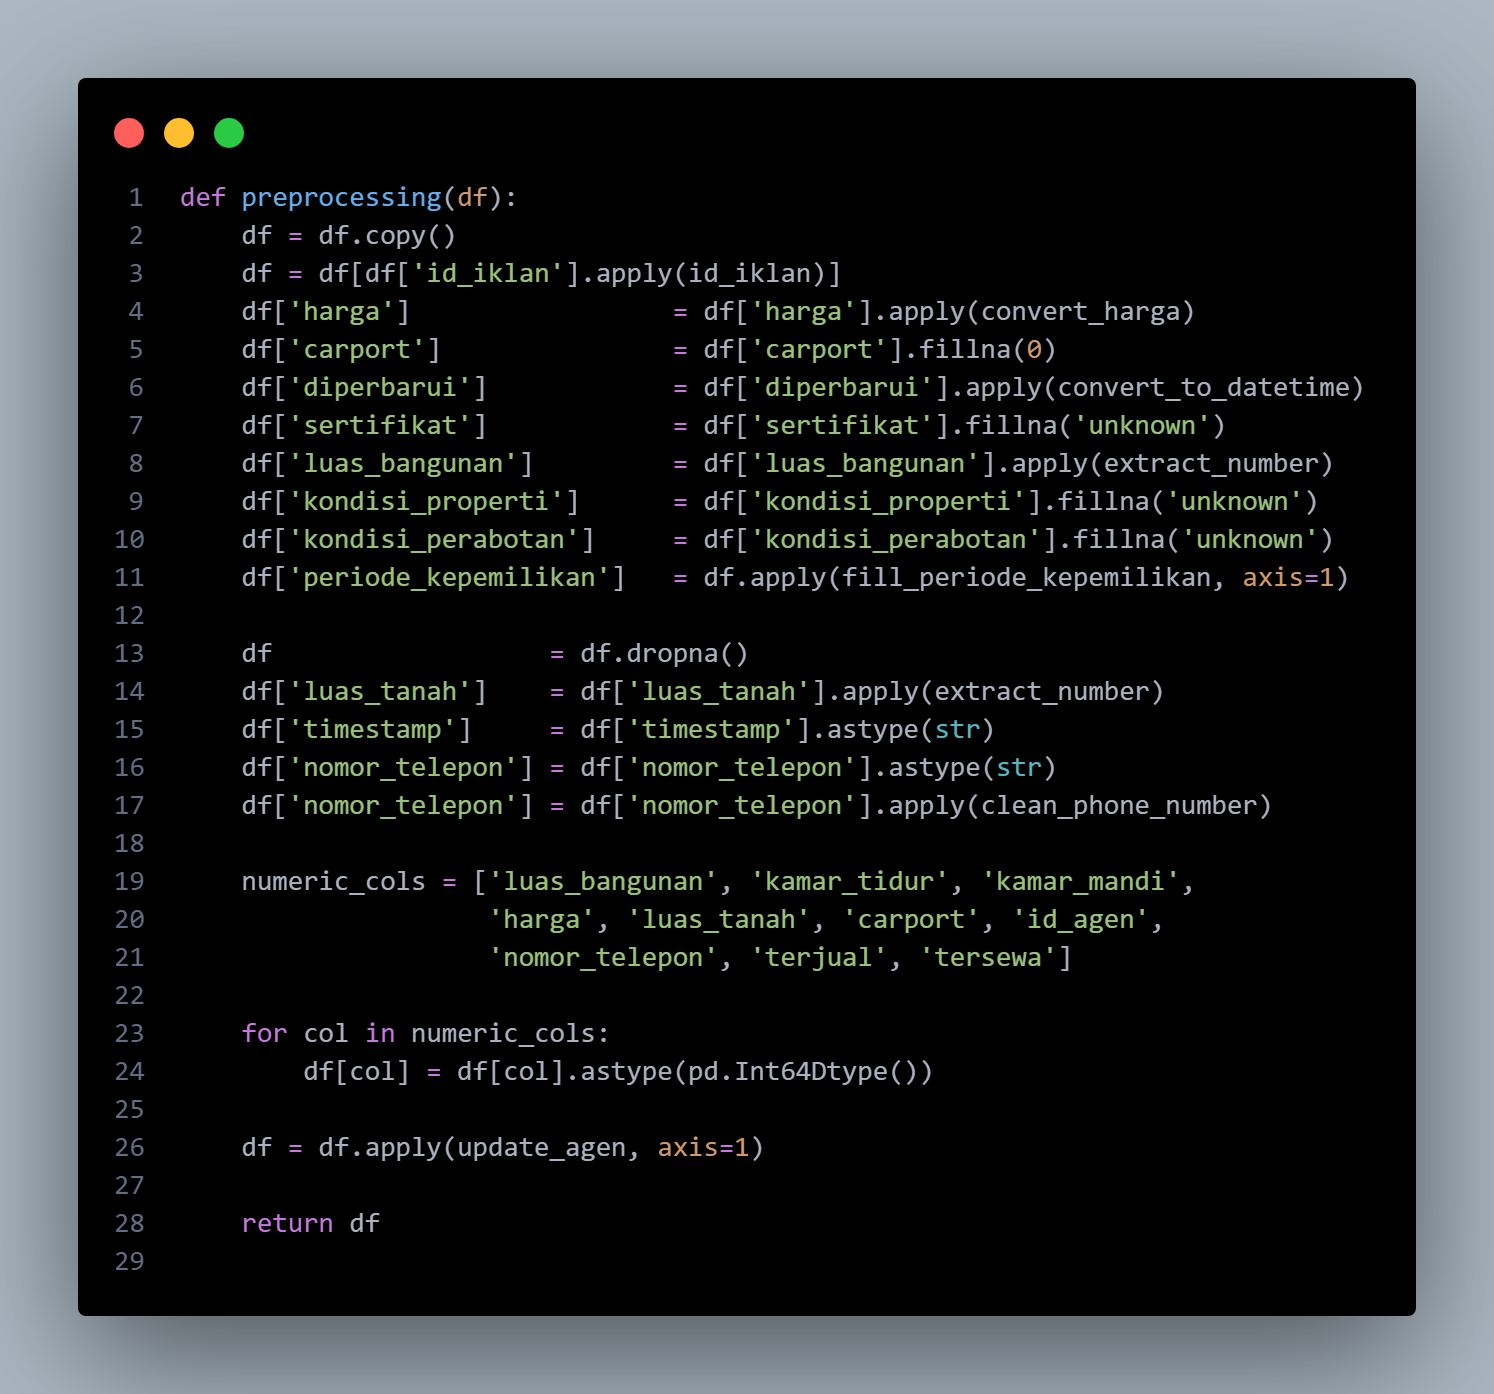 1 def preprocessing(df):
2     df = df.copy()
3     df = df[df['id_iklan'].apply(id_iklan)]
4     df['harga']                 = df['harga'].apply(convert_harga)
5     df['carport']               = df['carport'].fillna(0)
6     df['diperbarui']            = df['diperbarui'].apply(convert_to_datetime)
7     df['sertifikat']            = df['sertifikat'].fillna('unknown')
8     df['luas_bangunan']         = df['luas_bangunan'].apply(extract_number)
9     df['kondisi_properti']      = df['kondisi_properti'].fillna('unknown')
10     df['kondisi_perabotan']     = df['kondisi_perabotan'].fillna('unknown')
11     df['periode_kepemilikan']   = df.apply(fill_periode_kepemilikan, axis=1)
12
13     df                  = df.dropna()
14     df['luas_tanah']    = df['luas_tanah'].apply(extract_number)
15     df['timestamp']     = df['timestamp'].astype(str)
16     df['nomor_telepon'] = df['nomor_telepon'].astype(str)
17     df['nomor_telepon'] = df['nomor_telepon'].apply(clean_phone_number)
18
19     numeric_cols = ['luas_bangunan', 'kamar_tidur', 'kamar_mandi',
20                     'harga', 'luas_tanah', 'carport', 'id_agen',
21                     'nomor_telepon', 'terjual', 'tersewa']
22
23     for col in numeric_cols:
24         df[col] = df[col].astype(pd.Int64Dtype())
25
26     df = df.apply(update_agen, axis=1)
27
28     return df
29